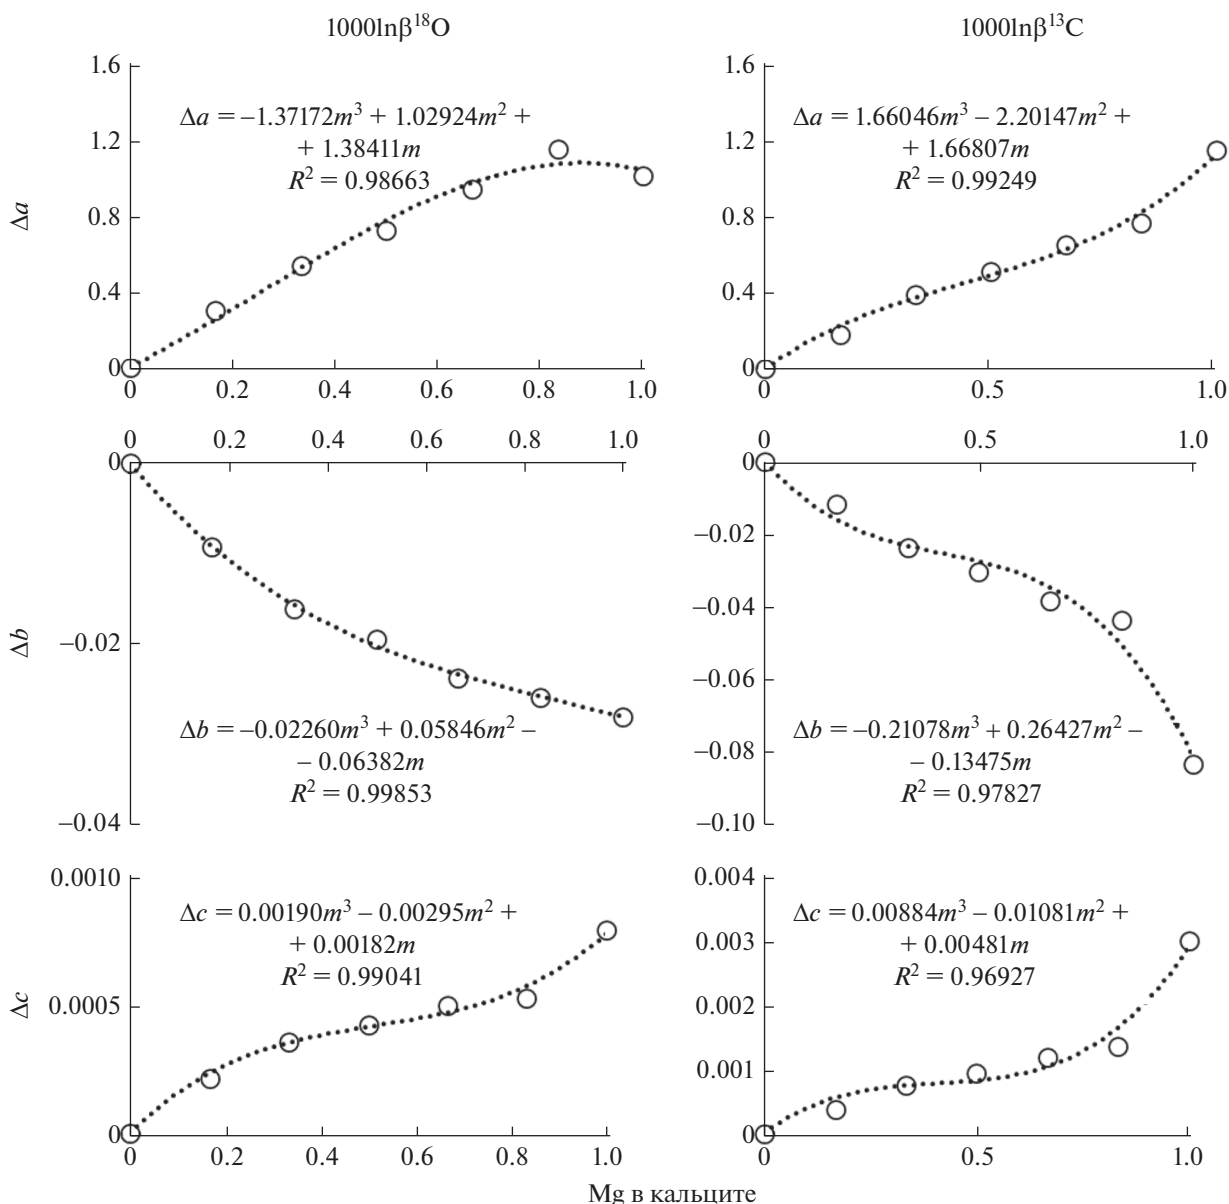 1000lnβ¹⁸O
1000lnβ¹³C
1.6
Δa = –1.37172m³ + 1.02924m² +
+ 1.38411m
R² = 0.98663
1.2
0.8
0.4
0
0 0.2 0.4 0.6 0.8 1.0
Δa
1.6
Δa = 1.66046m³ – 2.20147m² +
+ 1.66807m
R² = 0.99249
1.2
0.8
0.4
0
0 0.5 1.0
0 0.2 0.4 0.6 0.8 1.0
0
–0.02
Δb
Δb = –0.02260m³ + 0.05846m² –
– 0.06382m
R² = 0.99853
–0.04
0 0.5 1.0
0
–0.02
–0.04
–0.06
Δb = –0.21078m³ + 0.26427m² –
– 0.13475m
R² = 0.97827
–0.08
–0.10
0.0010
Δc = 0.00190m³ – 0.00295m² +
+ 0.00182m
R² = 0.99041
0.0005
Δc
0
0 0.2 0.4 0.6 0.8 1.0
0.004
Δc = 0.00884m³ – 0.01081m² +
+ 0.00481m
R² = 0.96927
0.003
0.002
0.001
0
0 0.5 1.0
Mg в кальците